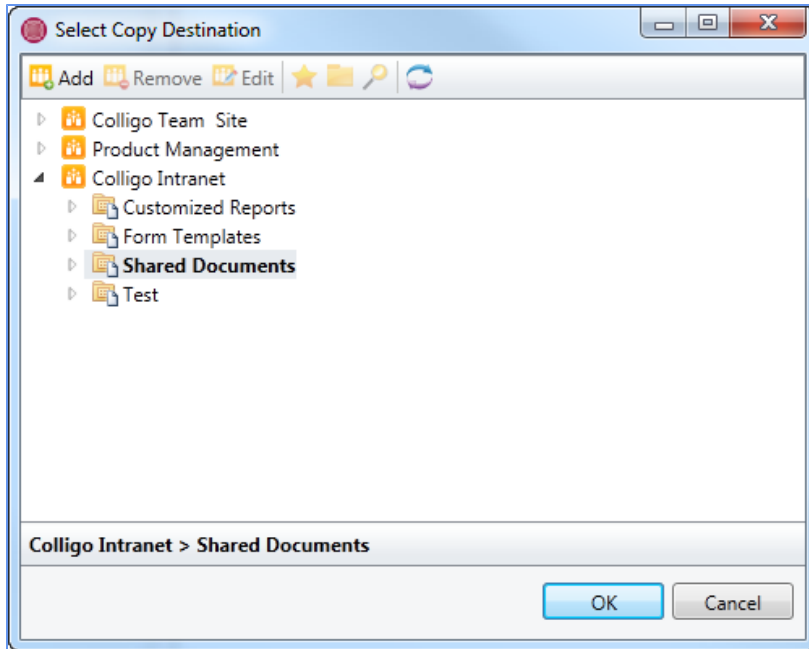 Select Copy Destination
Add Remove Edit
Colligo Team  Site
Product Management
Colligo Intranet
Customized Reports
Form Templates
Shared Documents
Test
Colligo Intranet > Shared Documents
OK Cancel